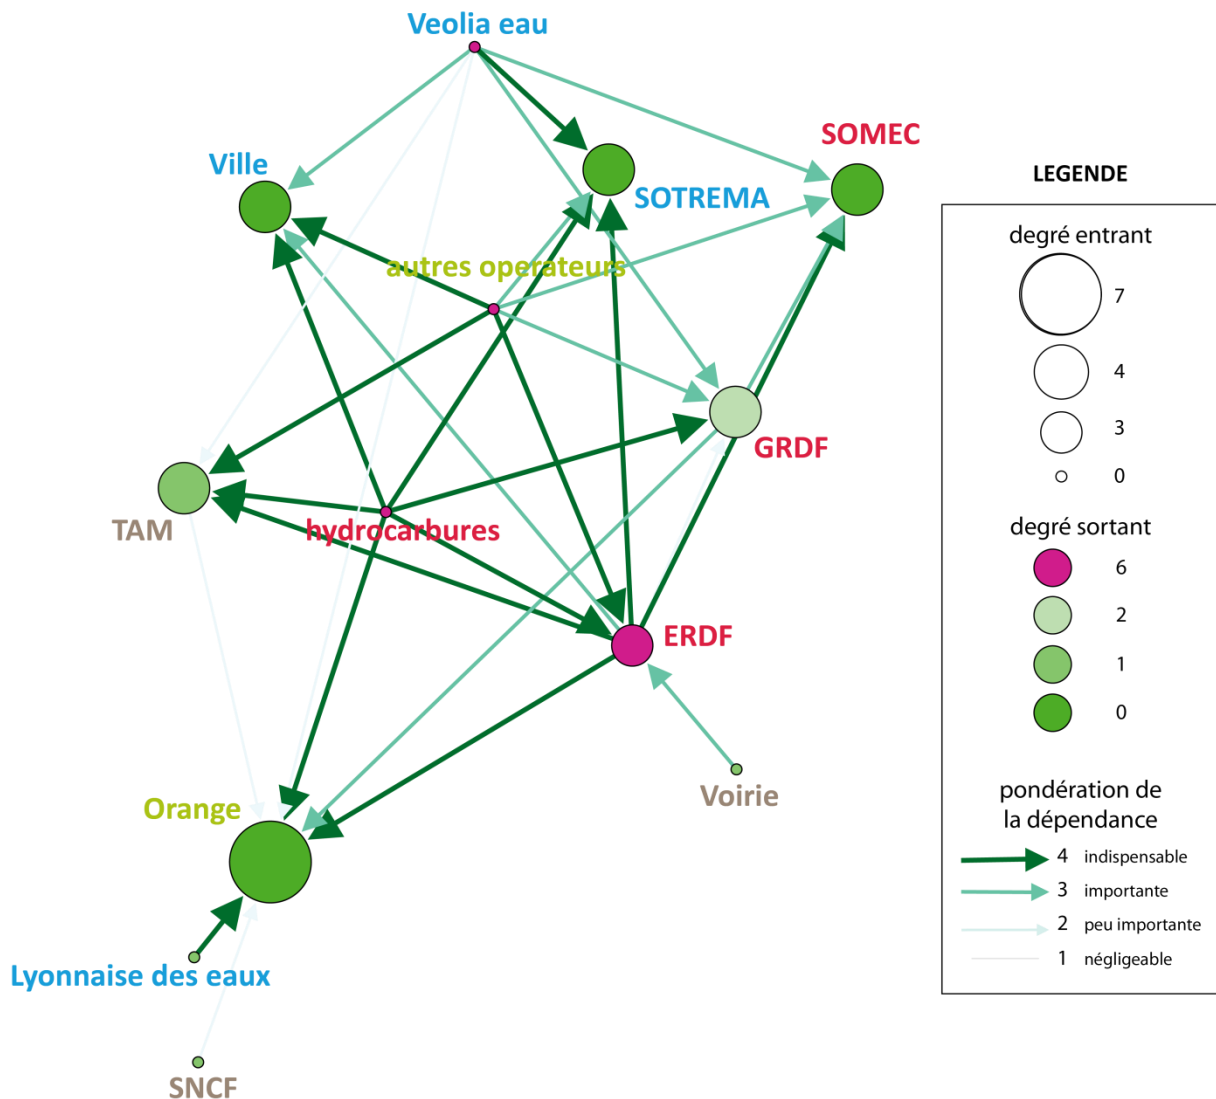 Veolia eau
SOMEC
Ville
SOTREMA
autres operateurs
GRDF
TAM
hydrocarbures
ERDF
Voirie
Orange
Lyonnaise des eaux
SNCF
LEGENDE
degré entrant
7
4
3
0
degré sortant
6
2
1
0
pondération de
la dépendance
4 indispensable
3 importante
2 peu importante
1 négligeable